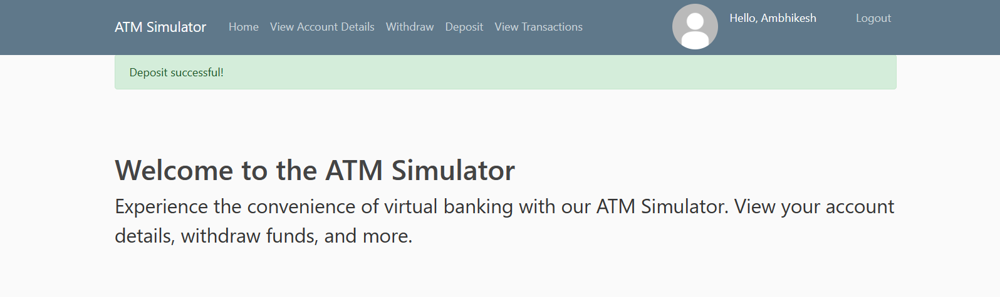 ATM Simulator Home View Account Details Withdraw Deposit View Transactions Hello, Ambhikesh Logout
Deposit successful!
Welcome to the ATM Simulator
Experience the convenience of virtual banking with our ATM Simulator. View your account
details, withdraw funds, and more.